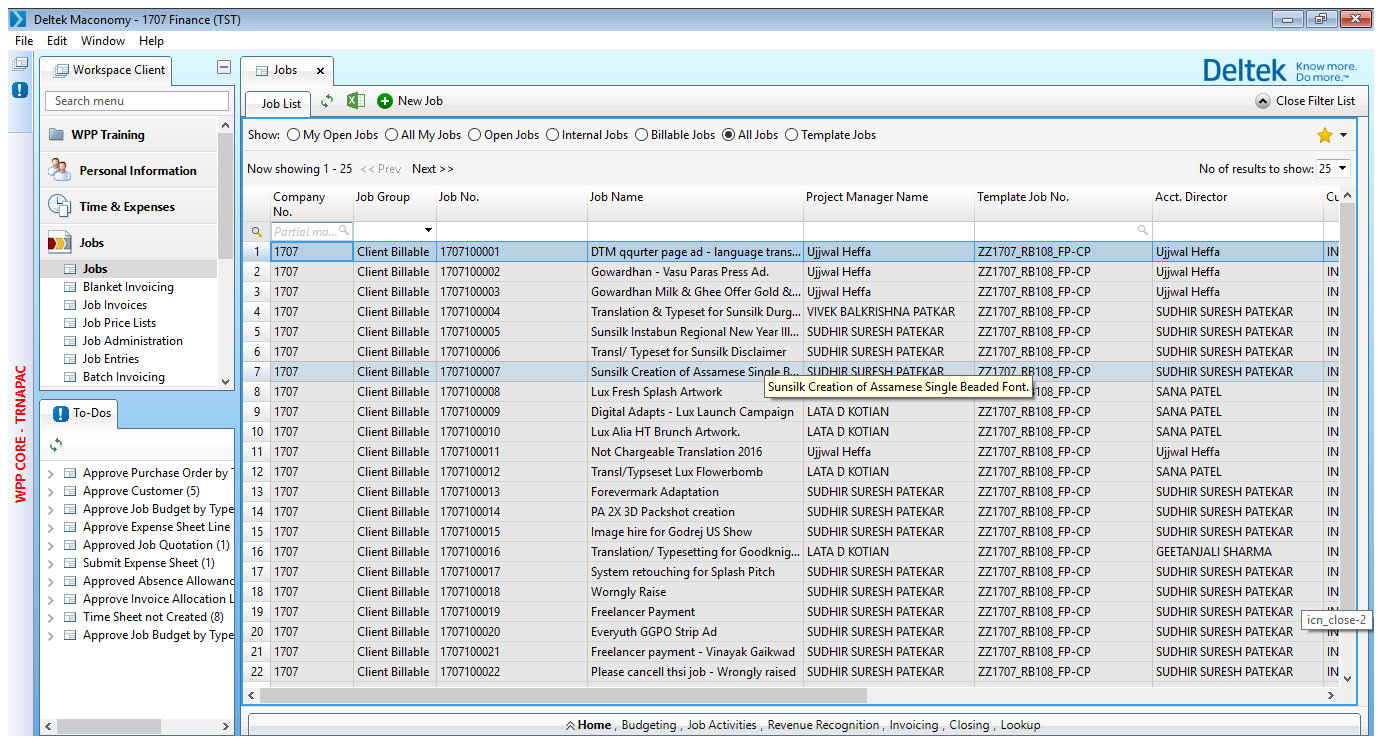 Deltek Maconomy - 1707 Finance (TST)
File Edit Window Help
WPP CORE - TRNAPAC
Workspace Client
Search menu
WPP Training
Personal Information
Time & Expenses
Jobs
Jobs
Blanket Invoicing
Job Invoices
Job Price Lists
Job Administration
Job Entries
Batch Invoicing
To-Dos
Approve Purchase Order by T
Approve Customer (5)
Approve Job Budget by Type
Approve Expense Sheet Line
Approved Job Quotation (1)
Submit Expense Sheet (1)
Approved Absence Allowanc
Approve Invoice Allocation L
Time Sheet not Created (8)
Approve Job Budget by Type
Jobs
Deltek Know more. Do more.™
Job List New Job Close Filter List
Show: My Open Jobs All My Jobs Open Jobs Internal Jobs Billable Jobs All Jobs Template Jobs
Now showing 1 - 25 << Prev Next >> No of results to show: 25
Company No. Job Group Job No. Job Name Project Manager Name Template Job No. Acct. Director Cu
Partial ma...
1 1707 Client Billable 1707100001 DTM qqurter page ad - language trans... Ujjwal Heffa ZZ1707_RB108_FP-CP Ujjwal Heffa IN
2 1707 Client Billable 1707100002 Gowardhan - Vasu Paras Press Ad. Ujjwal Heffa ZZ1707_RB108_FP-CP Ujjwal Heffa IN
3 1707 Client Billable 1707100003 Gowardhan Milk & Ghee Offer Gold &... Ujjwal Heffa ZZ1707_RB108_FP-CP Ujjwal Heffa IN
4 1707 Client Billable 1707100004 Translation & Typeset for Sunsilk Durg... VIVEK BALKRISHNA PATKAR ZZ1707_RB108_FP-CP SUDHIR SURESH PATEKAR IN
5 1707 Client Billable 1707100005 Sunsilk Instabun Regional New Year Ill... SUDHIR SURESH PATEKAR ZZ1707_RB108_FP-CP SUDHIR SURESH PATEKAR IN
6 1707 Client Billable 1707100006 Transl/ Typeset for Sunsilk Disclaimer SUDHIR SURESH PATEKAR ZZ1707_RB108_FP-CP SUDHIR SURESH PATEKAR IN
7 1707 Client Billable 1707100007 Sunsilk Creation of Assamese Single B... SUDHIR SURESH PATEKAR ZZ1707_RB108_FP-CP SUDHIR SURESH PATEKAR IN
Sunsilk Creation of Assamese Single Beaded Font.
8 1707 Client Billable 1707100008 Lux Fresh Splash Artwork SANA PATEL IN
9 1707 Client Billable 1707100009 Digital Adapts - Lux Launch Campaign LATA D KOTIAN ZZ1707_RB108_FP-CP SANA PATEL IN
10 1707 Client Billable 1707100010 Lux Alia HT Brunch Artwork. LATA D KOTIAN ZZ1707_RB108_FP-CP SANA PATEL IN
11 1707 Client Billable 1707100011 Not Chargeable Translation 2016 Ujjwal Heffa ZZ1707_RB108_FP-CP Ujjwal Heffa IN
12 1707 Client Billable 1707100012 Transl/Typseset Lux Flowerbomb LATA D KOTIAN ZZ1707_RB108_FP-CP SANA PATEL IN
13 1707 Client Billable 1707100013 Forevermark Adaptation SUDHIR SURESH PATEKAR ZZ1707_RB108_FP-CP SUDHIR SURESH PATEKAR IN
14 1707 Client Billable 1707100014 PA 2X 3D Packshot creation SUDHIR SURESH PATEKAR ZZ1707_RB108_FP-CP SUDHIR SURESH PATEKAR IN
15 1707 Client Billable 1707100015 Image hire for Godrej US Show SUDHIR SURESH PATEKAR ZZ1707_RB108_FP-CP SUDHIR SURESH PATEKAR IN
16 1707 Client Billable 1707100016 Translation/ Typesetting for Goodknig... LATA D KOTIAN ZZ1707_RB108_FP-CP GEETANJALI SHARMA IN
17 1707 Client Billable 1707100017 System retouching for Splash Pitch SUDHIR SURESH PATEKAR ZZ1707_RB108_FP-CP SUDHIR SURESH PATEKAR IN
18 1707 Client Billable 1707100018 Worngly Raise SUDHIR SURESH PATEKAR ZZ1707_RB108_FP-CP SUDHIR SURESH PATEKAR IN
19 1707 Client Billable 1707100019 Freelancer Payment SUDHIR SURESH PATEKAR ZZ1707_RB108_FP-CP SUDHIR SURESH PATEKAR IN
icn_close-2
20 1707 Client Billable 1707100020 Everyuth GGPO Strip Ad SUDHIR SURESH PATEKAR ZZ1707_RB108_FP-CP SUDHIR SURESH PATEKAR IN
21 1707 Client Billable 1707100021 Freelancer payment - Vinayak Gaikwad SUDHIR SURESH PATEKAR ZZ1707_RB108_FP-CP SUDHIR SURESH PATEKAR IN
22 1707 Client Billable 1707100022 Please cancell thsi job - Wrongly raised SUDHIR SURESH PATEKAR ZZ1707_RB108_FP-CP SUDHIR SURESH PATEKAR IN
Home , Budgeting , Job Activities , Revenue Recognition , Invoicing , Closing , Lookup